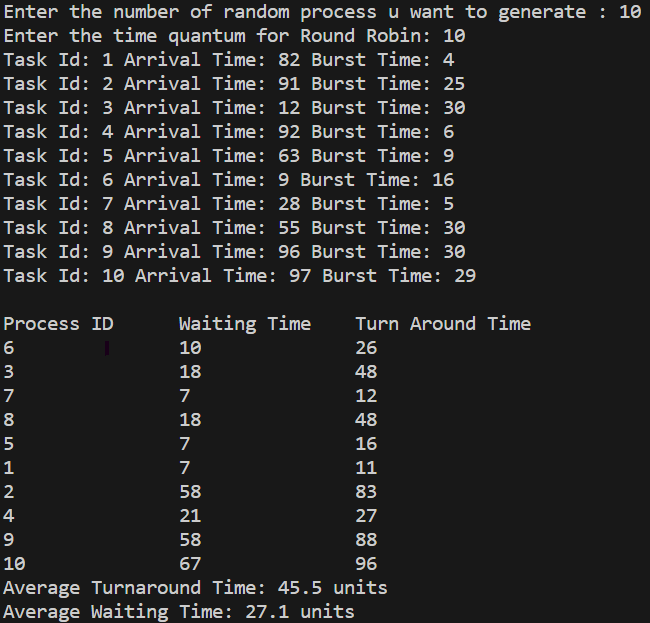 Enter the number of random process u want to generate : 10
Enter the time quantum for Round Robin: 10
Task Id: 1 Arrival Time: 82 Burst Time: 4
Task Id: 2 Arrival Time: 91 Burst Time: 25
Task Id: 3 Arrival Time: 12 Burst Time: 30
Task Id: 4 Arrival Time: 92 Burst Time: 6
Task Id: 5 Arrival Time: 63 Burst Time: 9
Task Id: 6 Arrival Time: 9 Burst Time: 16
Task Id: 7 Arrival Time: 28 Burst Time: 5
Task Id: 8 Arrival Time: 55 Burst Time: 30
Task Id: 9 Arrival Time: 96 Burst Time: 30
Task Id: 10 Arrival Time: 97 Burst Time: 29

Process ID      Waiting Time    Turn Around Time
6               10              26
3               18              48
7               7               12
8               18              48
5               7               16
1               7               11
2               58              83
4               21              27
9               58              88
10              67              96
Average Turnaround Time: 45.5 units
Average Waiting Time: 27.1 units